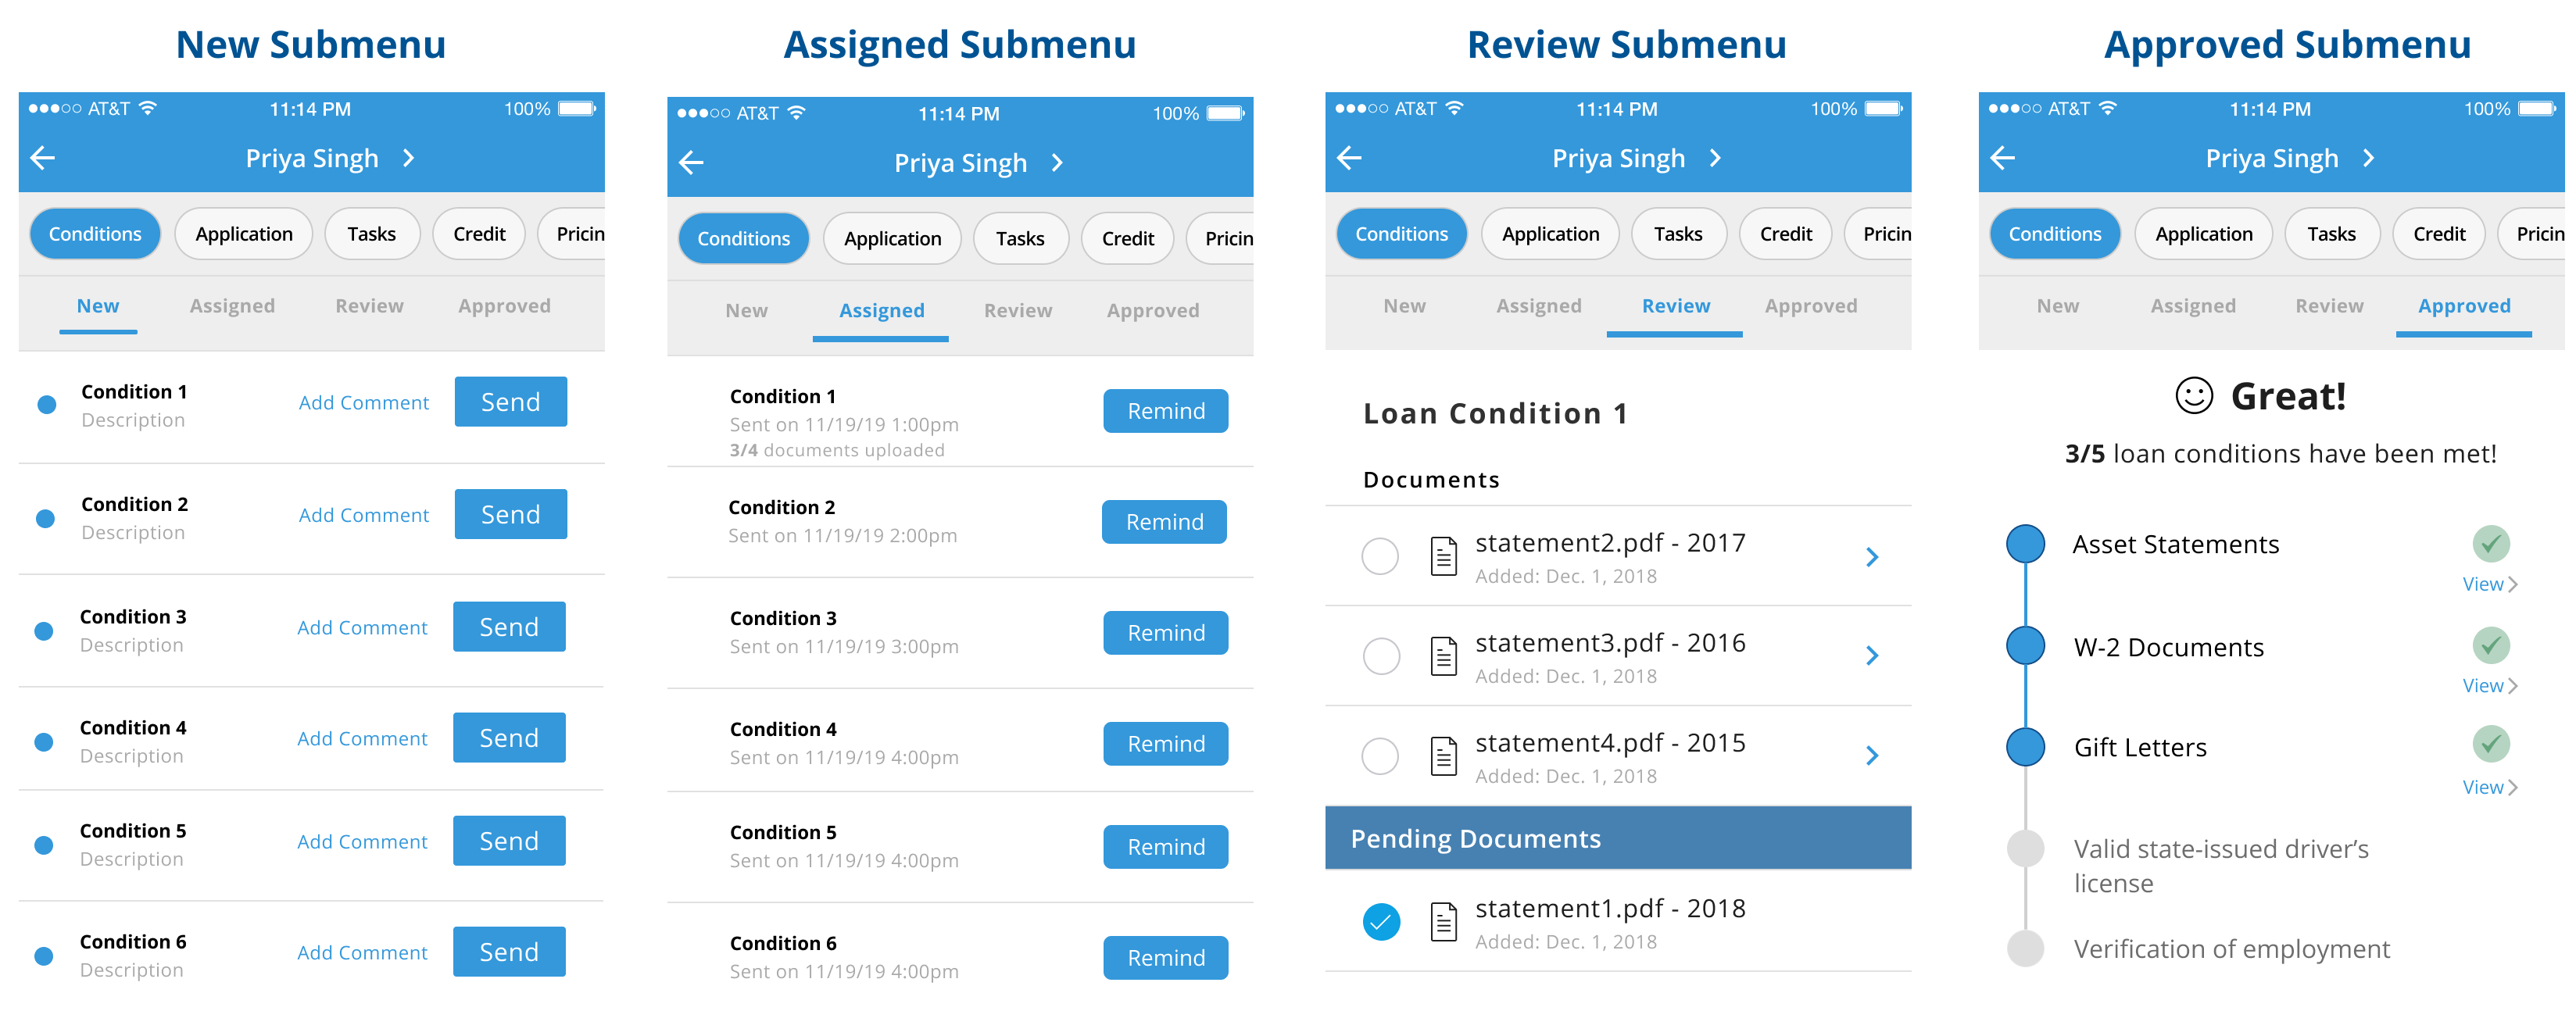 New Submenu
AT&T 11:14 PM 100%
Priya Singh
Conditions Application Tasks Credit Pricin
New Assigned Review Approved
Condition 1
Description
Add Comment
Send
Condition 2
Description
Add Comment
Send
Condition 3
Description
Add Comment
Send
Condition 4
Description
Add Comment
Send
Condition 5
Description
Add Comment
Send
Condition 6
Description
Add Comment
Send
Assigned Submenu
AT&T 11:14 PM 100%
Priya Singh
Conditions Application Tasks Credit Pricin
New Assigned Review Approved
Condition 1
Sent on 11/19/19 1:00pm
3/4 documents uploaded
Remind
Condition 2
Sent on 11/19/19 2:00pm
Remind
Condition 3
Sent on 11/19/19 3:00pm
Remind
Condition 4
Sent on 11/19/19 4:00pm
Remind
Condition 5
Sent on 11/19/19 4:00pm
Remind
Condition 6
Sent on 11/19/19 4:00pm
Remind
Review Submenu
AT&T 11:14 PM 100%
Priya Singh
Conditions Application Tasks Credit Pricin
New Assigned Review Approved
Loan Condition 1
Documents
statement2.pdf - 2017
Added: Dec. 1, 2018
statement3.pdf - 2016
Added: Dec. 1, 2018
statement4.pdf - 2015
Added: Dec. 1, 2018
Pending Documents
statement1.pdf - 2018
Added: Dec. 1, 2018
Approved Submenu
AT&T 11:14 PM 100%
Priya Singh
Conditions Application Tasks Credit Pricin
New Assigned Review Approved
Great!
3/5 loan conditions have been met!
Asset Statements
View
W-2 Documents
View
Gift Letters
View
Valid state-issued driver’s
license
Verification of employment